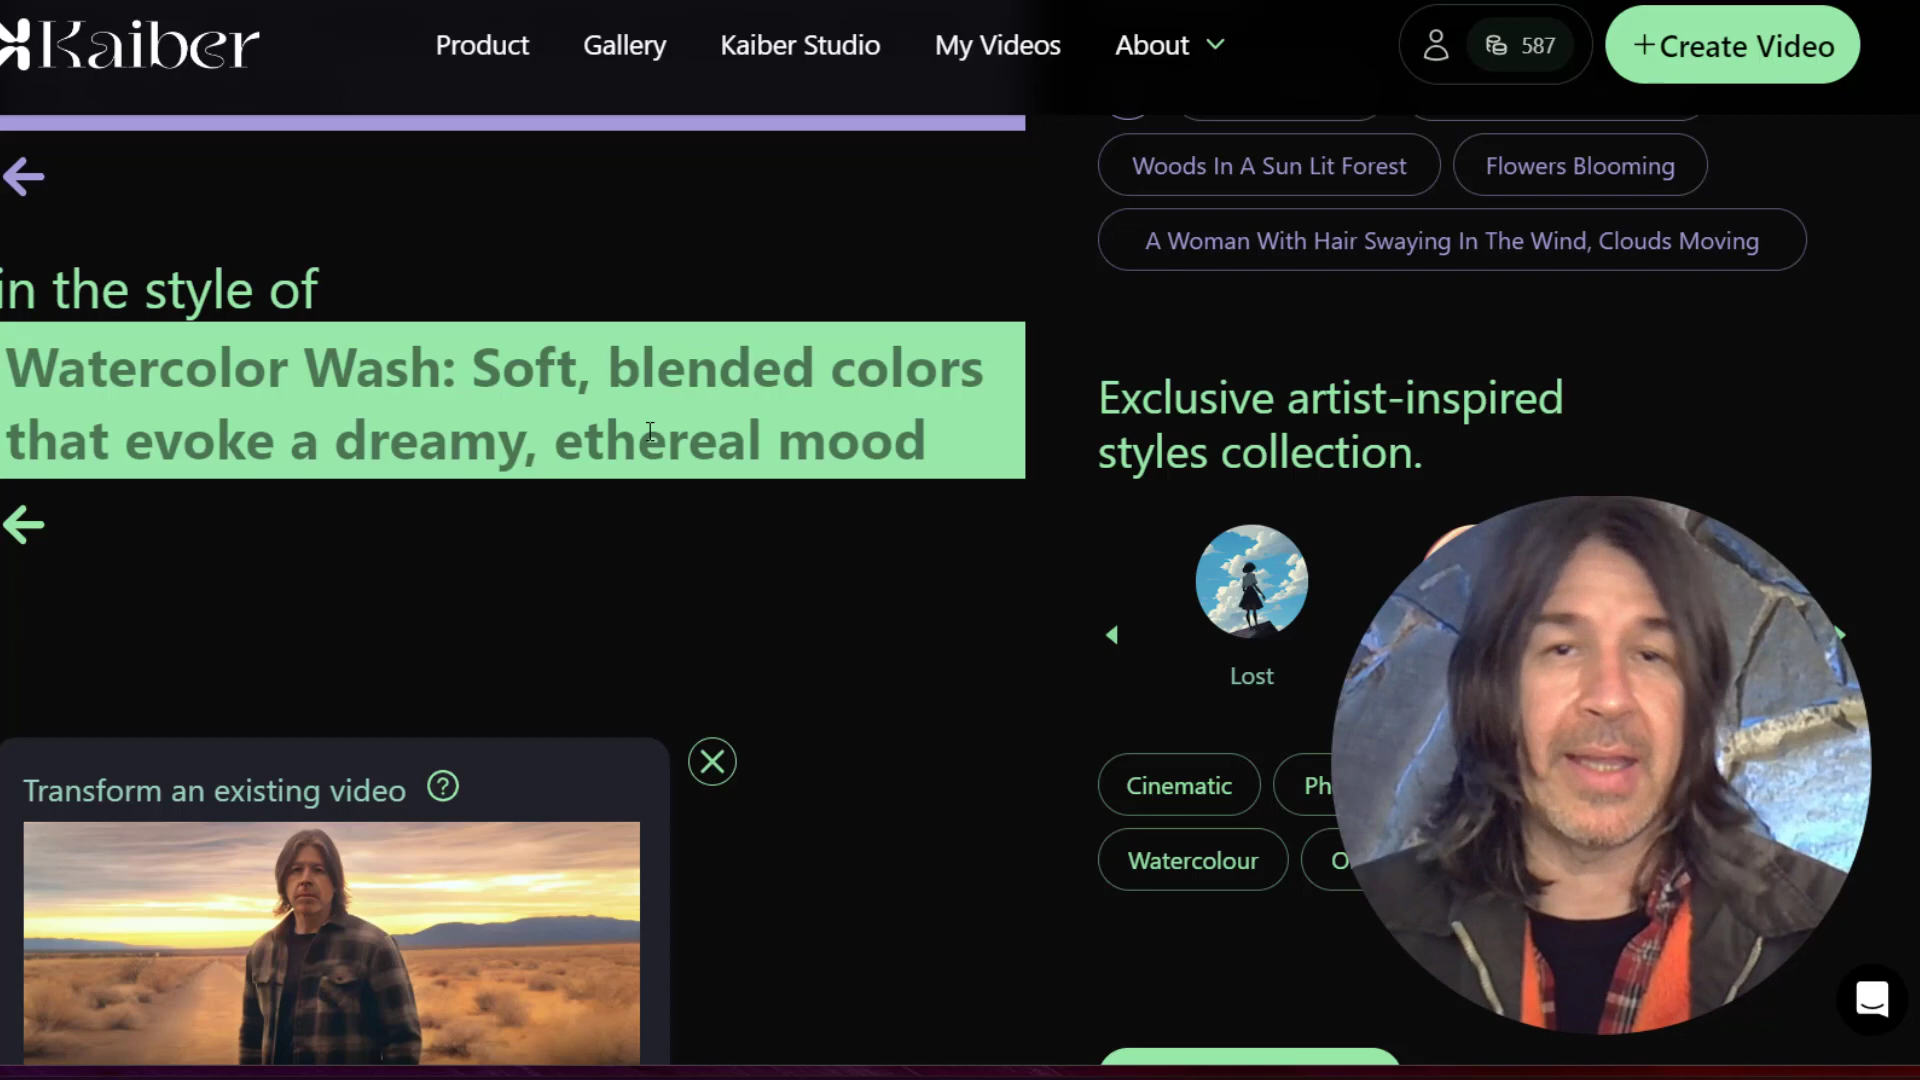 Kaiber
Product
Gallery
Kaiber Studio
My Videos
About
587
+Create Video
Woods In A Sun Lit Forest
Flowers Blooming
A Woman With Hair Swaying In The Wind, Clouds Moving
in the style of
Watercolor Wash: Soft, blended colors
that evoke a dreamy, ethereal mood
Exclusive artist-inspired
styles collection.
Lost
Transform an existing video ?
Cinematic
Ph
Watercolour